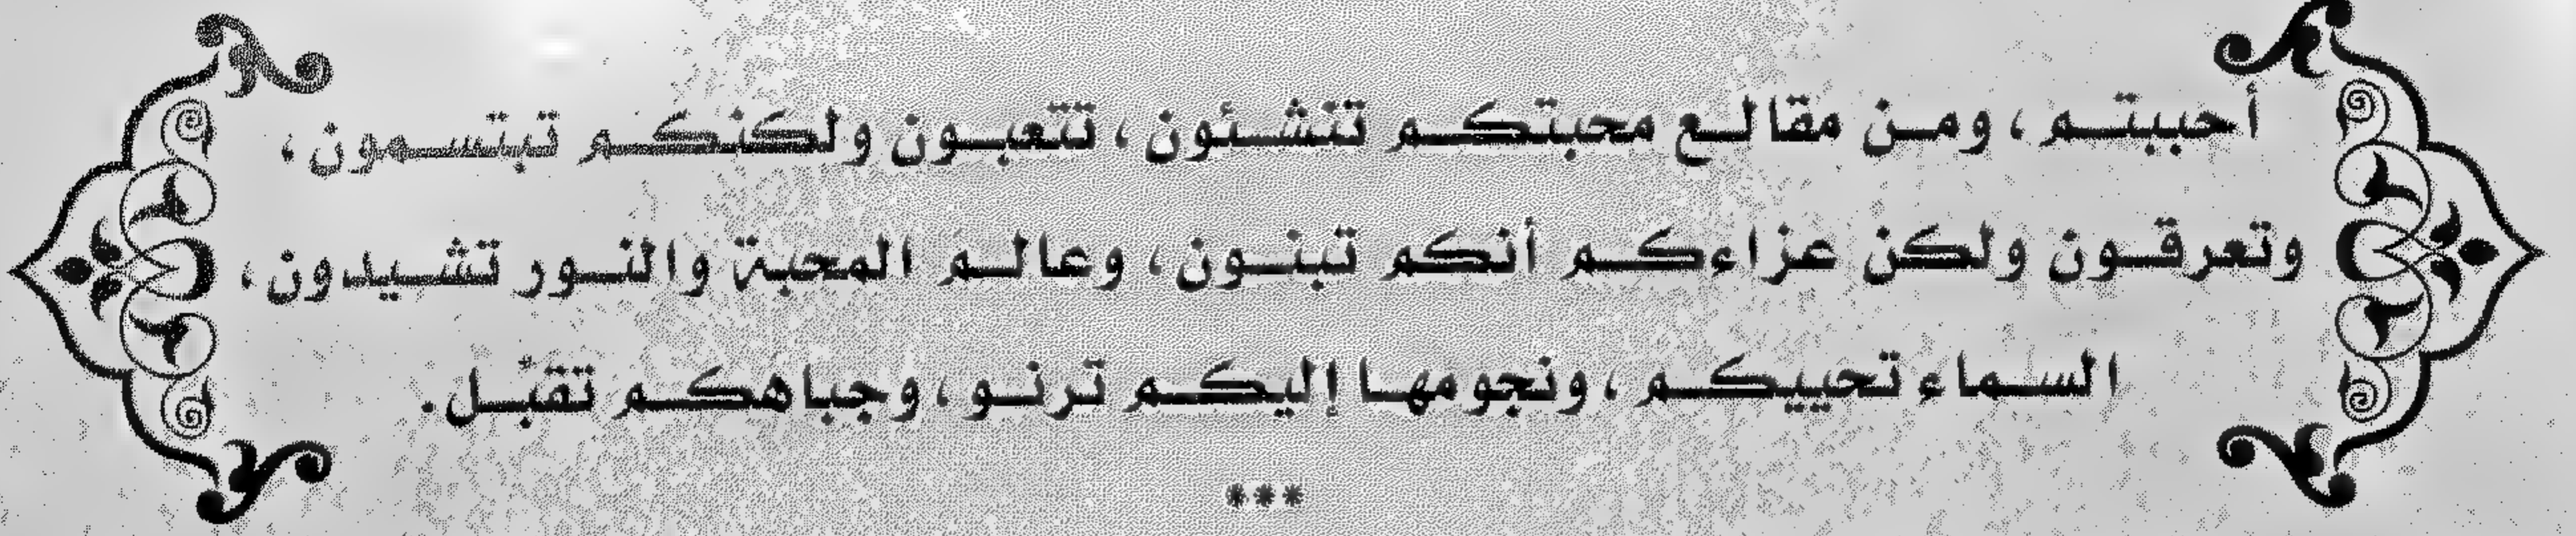 أحببتم، ومن مقالع محبتكم تنشئون، تتعبون ولكنكم تبتسمون،
وتعرقون ولكن عزاءكم أنكم تبنون، وعالم المحبة والنور تشيدون،
السماء تحييكم، ونجومها إليكم ترنو، وجباهكم تقبّل.
***